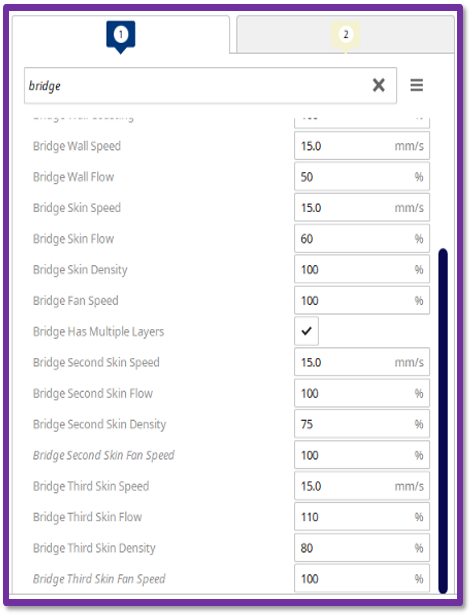 1
2
bridge
Bridge Wall Speed 15.0 mm/s
Bridge Wall Flow 50 %
Bridge Skin Speed 15.0 mm/s
Bridge Skin Flow 60 %
Bridge Skin Density 100 %
Bridge Fan Speed 100 %
Bridge Has Multiple Layers
Bridge Second Skin Speed 15.0 mm/s
Bridge Second Skin Flow 100 %
Bridge Second Skin Density 75 %
Bridge Second Skin Fan Speed 100 %
Bridge Third Skin Speed 15.0 mm/s
Bridge Third Skin Flow 110 %
Bridge Third Skin Density 80 %
Bridge Third Skin Fan Speed 100 %